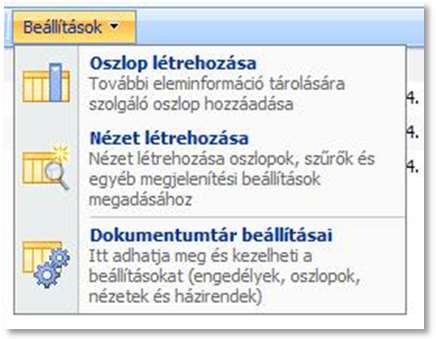 Beállítások
Oszlop létrehozása
További eleminformáció tárolására
szolgáló oszlop hozzáadása
4.
Nézet létrehozása
4.
Nézet létrehozása oszlopok, szűrők és
4.
egyéb megjelenítési beállítások
megadásához
Dokumentumtár beállításai
Itt adhatja meg és kezelheti a
beállításokat (engedélyek, oszlopok,
nézetek és házirendek)